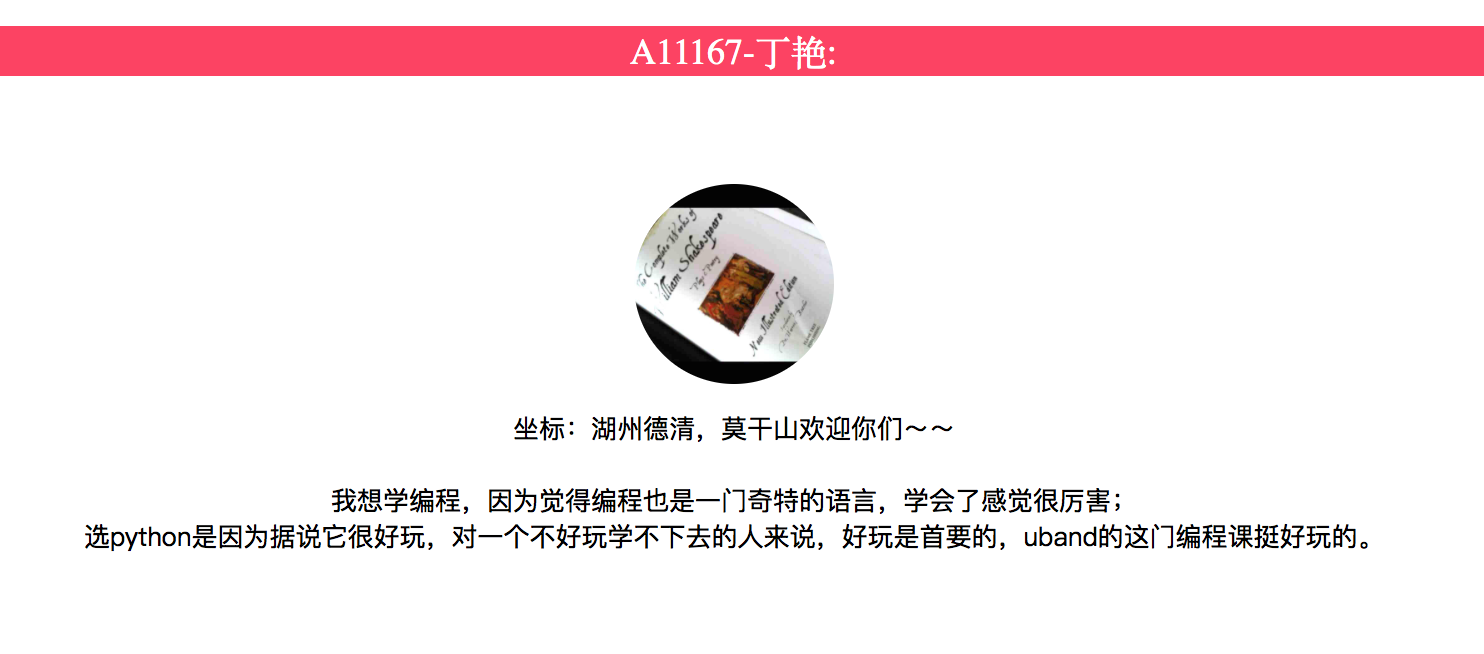 A11167-丁艳:
The Complete Works of
William Shakespeare
Plays & Poetry
New Illustrated Edition
坐标：湖州德清，莫干山欢迎你们～～
我想学编程，因为觉得编程也是一门奇特的语言，学会了感觉很厉害；
选python是因为据说它很好玩，对一个不好玩学不下去的人来说，好玩是首要的，uband的这门编程课挺好玩的。